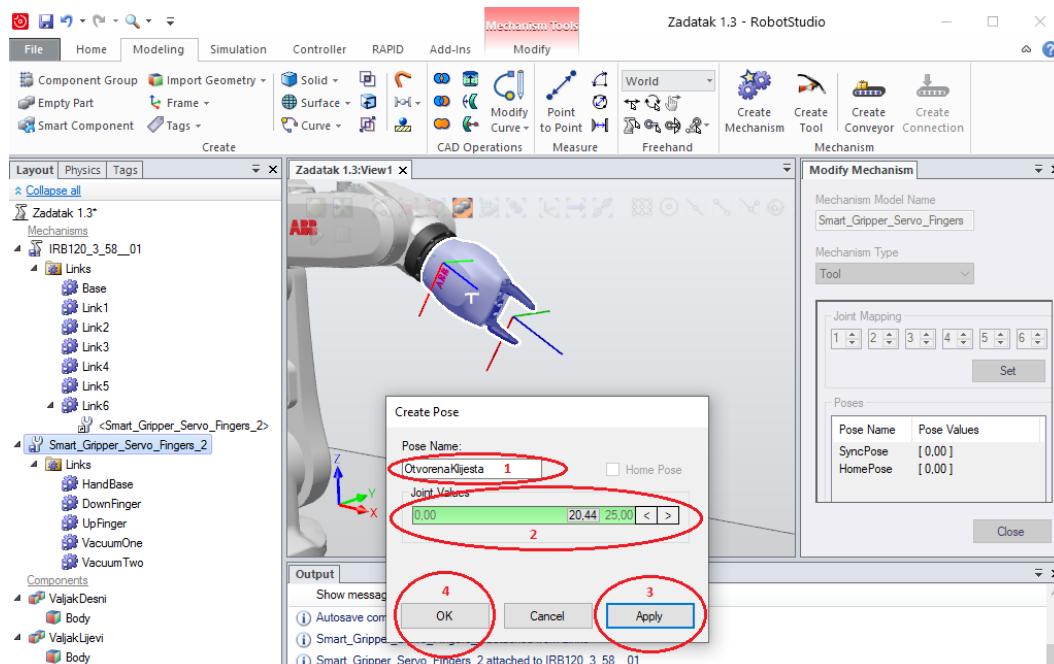 Mechanism Tools
Zadatak 1.3 - RobotStudio
File Home Modeling Simulation Controller RAPID Add-Ins Modify
Component Group Import Geometry Solid
Empty Part Frame Surface
Smart Component Tags Curve
Modify Curve
Point to Point
World
Create Mechanism
Create Tool
Create Conveyor
Create Connection
Create CAD Operations Measure Freehand Mechanism
Layout Physics Tags
Collapse all
Zadatak 1.3*
Mechanisms
IRB120_3_58__01
Links
Base
Link1
Link2
Link3
Link4
Link5
Link6
<Smart_Gripper_Servo_Fingers_2>
Smart_Gripper_Servo_Fingers_2
Links
HandBase
DownFinger
UpFinger
VacuumOne
VacuumTwo
Components
ValjakDesni
Body
ValjakLijevi
Body
Zadatak 1.3:View1
ABB
ABB
Z
Y
X
Create Pose
Pose Name:
OtvorenaKlijesta 1
Home Pose
Joint Values
0,00 20,44 25,00 < >
2
4
3
OK Cancel Apply
Output
Show messag
Autosave com
Smart_Grippe
Smart_Gripper_Servo_Fingers_2 attached to IRB120_3_58__01
Modify Mechanism
Mechanism Model Name
Smart_Gripper_Servo_Fingers
Mechanism Type
Tool
Joint Mapping
1 2 3 4 5 6
Set
Poses
Pose Name Pose Values
SyncPose [ 0,00 ]
HomePose [ 0,00 ]
Close